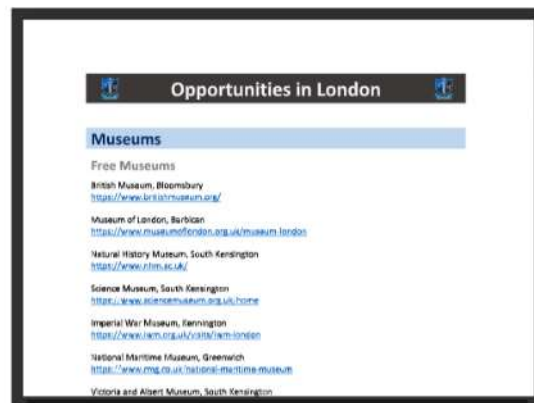 Opportunities in London
Museums
Free Museums
British Museum, Bloomsbury
https://www.britishmuseum.org/
Museum of London, Barbican
https://www.museumoflondon.org.uk/museum-london
Natural History Museum, South Kensington
https://www.nhm.ac.uk/
Science Museum, South Kensington
https://www.sciencemuseum.org.uk/home
Imperial War Museum, Kennington
https://www.iwm.org.uk/visits/iwm-london
National Maritime Museum, Greenwich
https://www.rmg.co.uk/national-maritime-museum
Victoria and Albert Museum, South Kensington